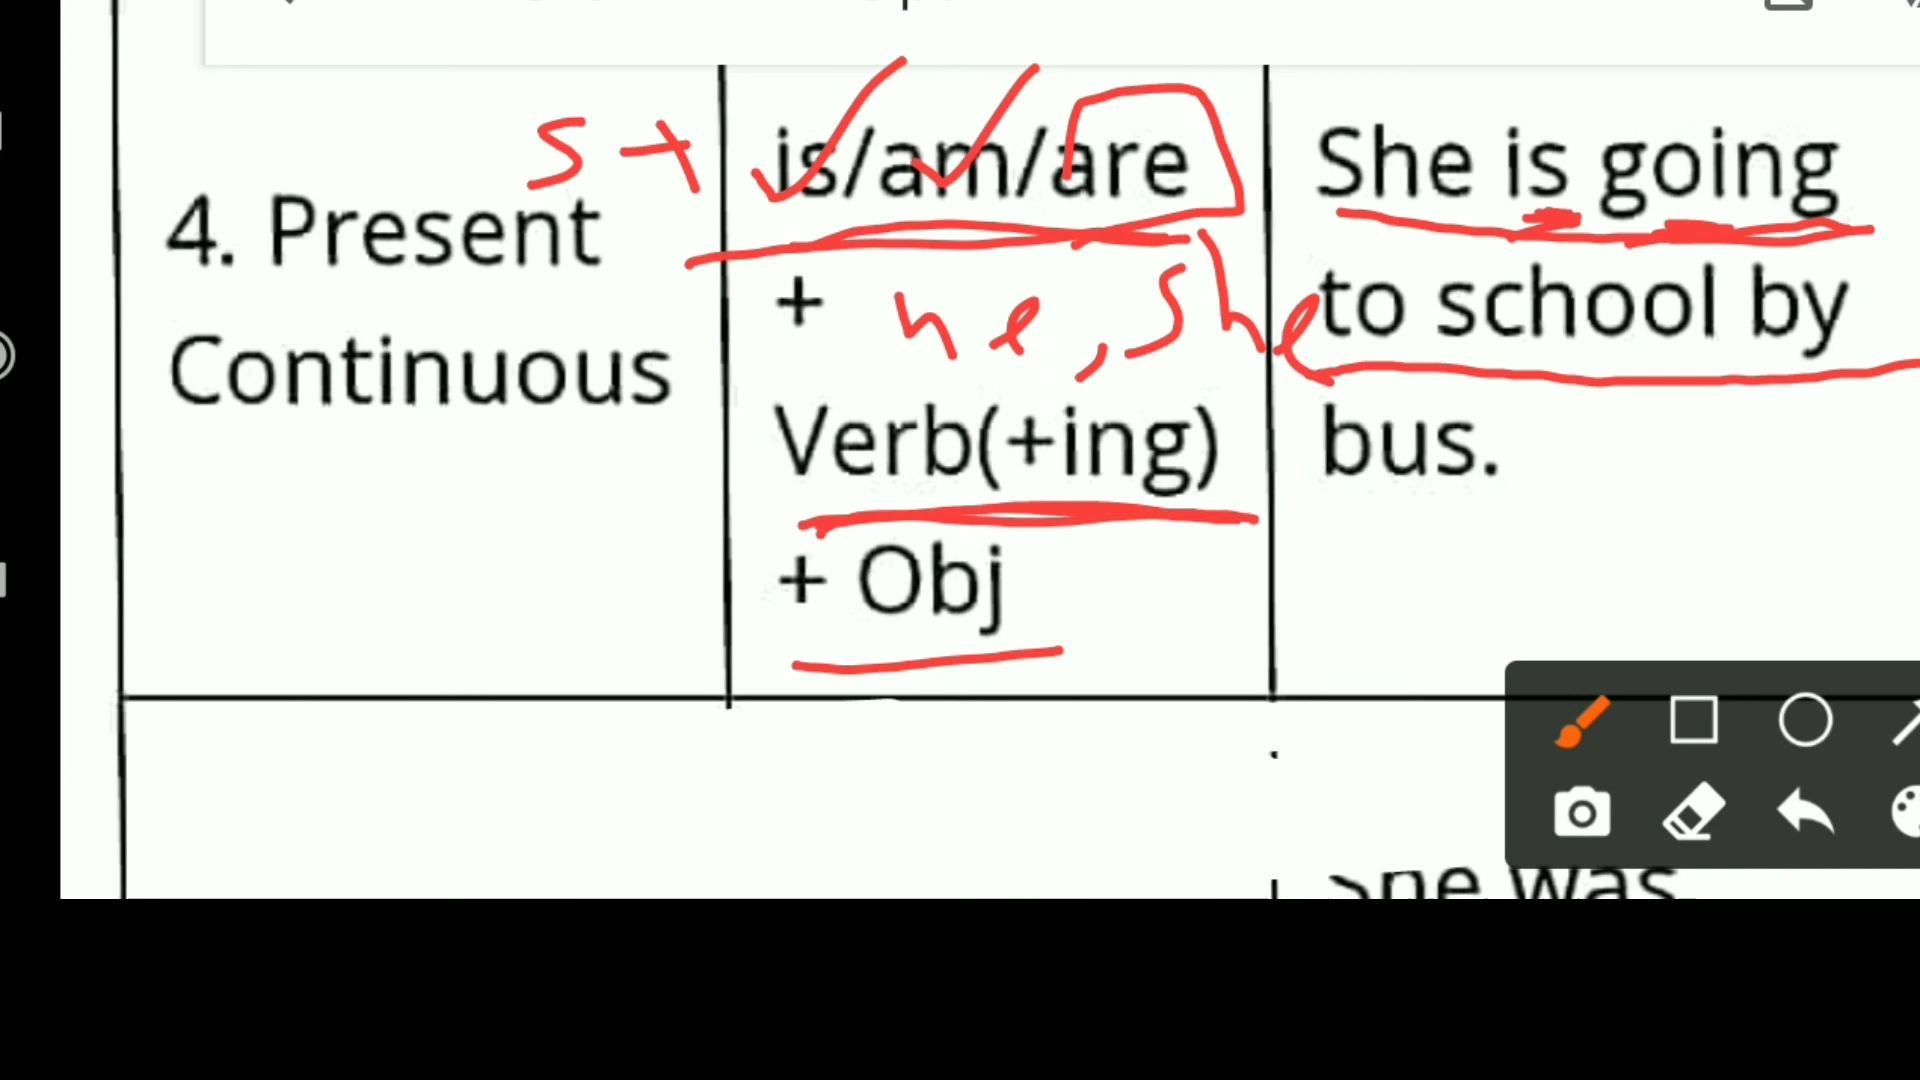 4. Present
Continuous
S +
is/am/are
+ he, She
Verb(+ing)
+ Obj
She is going
to school by
bus.
She was